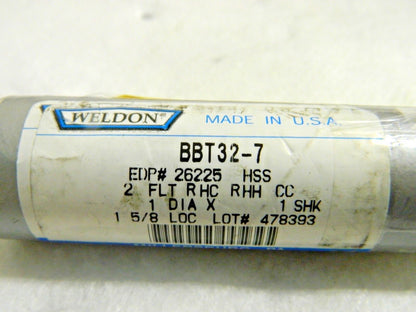 WELDON®
MADE IN U.S.A.
BBT32-7
EDP# 26225 HSS
2 FLT RHC RHH CC
1 DIA X 1 SHK
1 5/8 LOC LOT# 478393